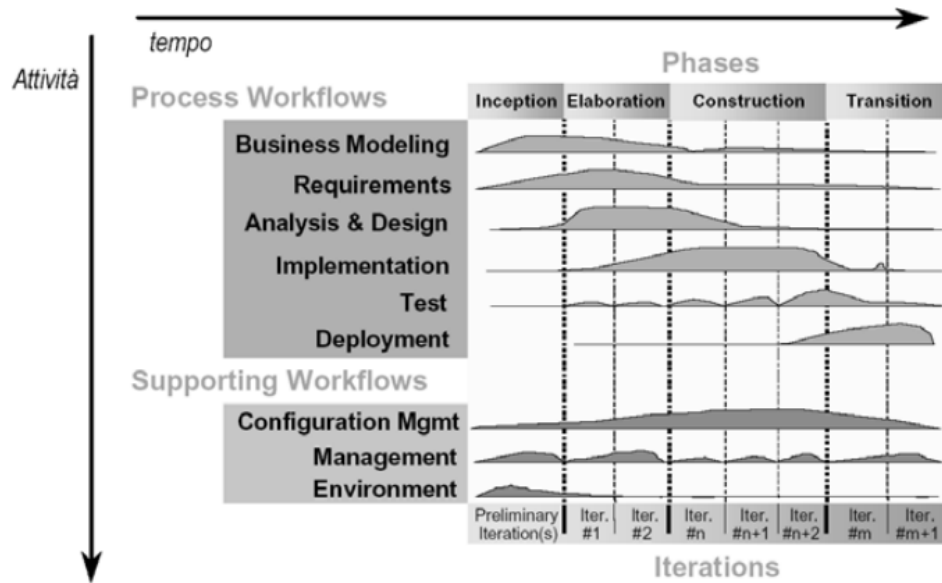 tempo
Attività
Phases
Process Workflows
Inception Elaboration Construction Transition
Business Modeling
Requirements
Analysis & Design
Implementation
Test
Deployment
Supporting Workflows
Configuration Mgmt
Management
Environment
Preliminary Iteration(s)
Iter. #1
Iter. #2
Iter. #n
Iter. #n+1
Iter. #n+2
Iter. #m
Iter. #m+1
Iterations